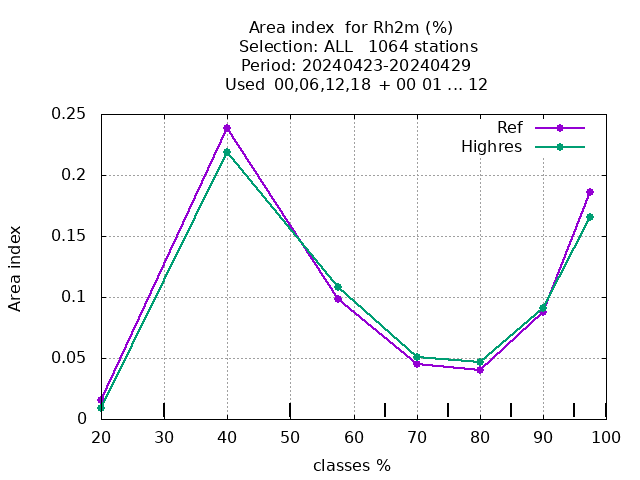 Area index for Rh2m (%)
Selection: ALL 1064 stations
Period: 20240423-20240429
Used 00,06,12,18 + 00 01 ... 12
Ref
Highres
Area index
0.25
0.2
0.15
0.1
0.05
0
20 30 40 50 60 70 80 90 100
classes %